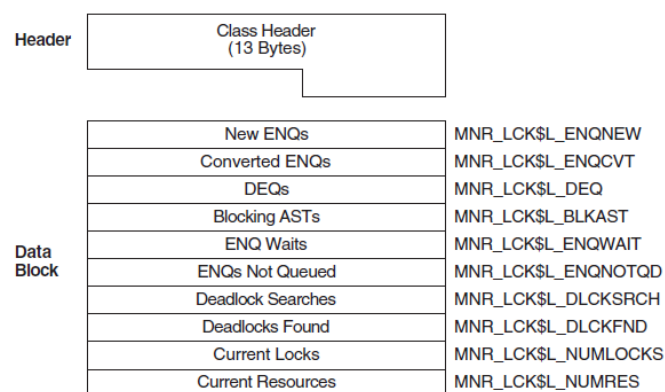 Header
Class Header
(13 Bytes)
New ENQs MNR_LCK$L_ENQNEW
Converted ENQs MNR_LCK$L_ENQCVT
DEQs MNR_LCK$L_DEQ
Blocking ASTs MNR_LCK$L_BLKAST
Data
Block
ENQ Waits MNR_LCK$L_ENQWAIT
ENQs Not Queued MNR_LCK$L_ENQNOTQD
Deadlock Searches MNR_LCK$L_DLCKSRCH
Deadlocks Found MNR_LCK$L_DLCKFND
Current Locks MNR_LCK$L_NUMLOCKS
Current Resources MNR_LCK$L_NUMRES